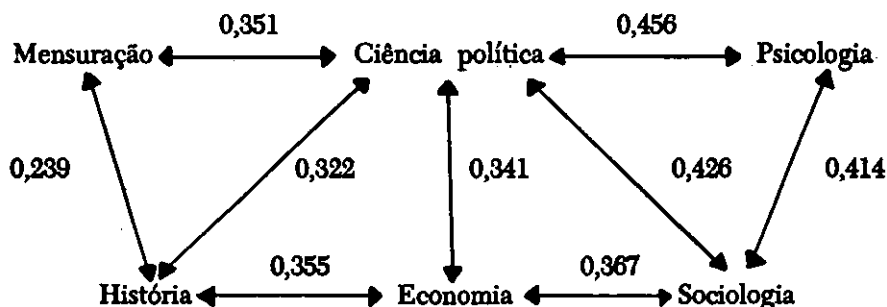 0,351 0,456
Mensuração Ciência política Psicologia
0,239 0,322 0,341 0,426 0,414
0,355 0,367
História Economia Sociologia